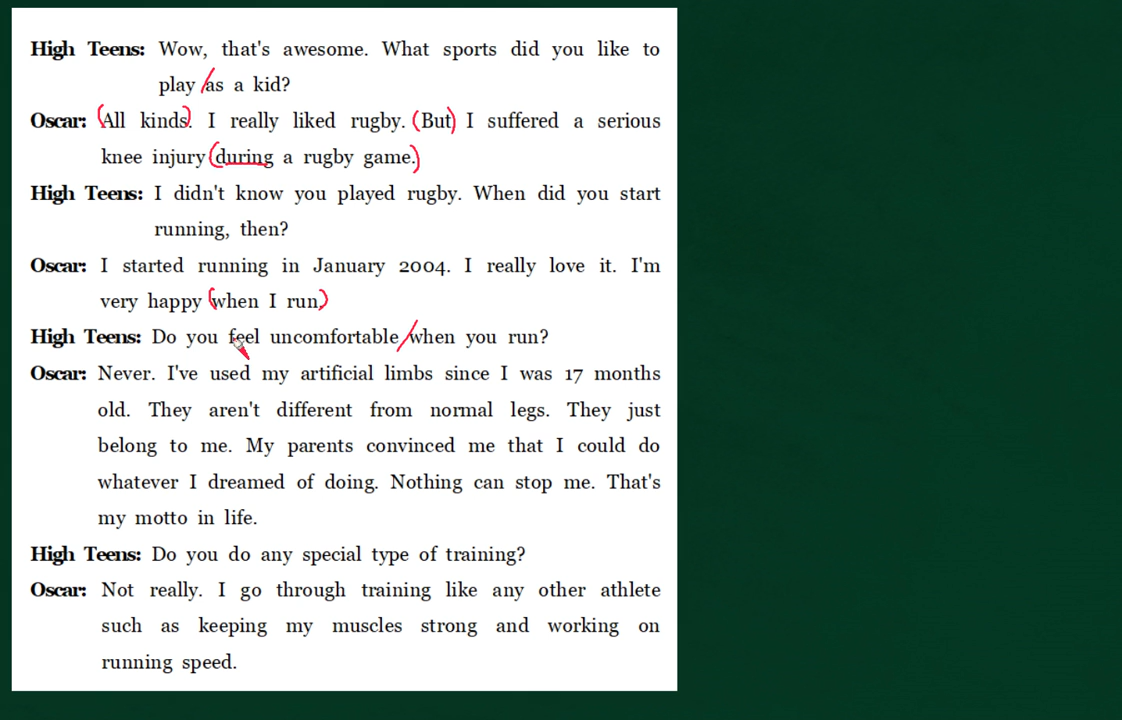 High Teens: Wow, that's awesome. What sports did you like to
play as a kid?
Oscar: All kinds. I really liked rugby. But I suffered a serious
knee injury during a rugby game.
High Teens: I didn't know you played rugby. When did you start
running, then?
Oscar: I started running in January 2004. I really love it. I'm
very happy when I run.
High Teens: Do you feel uncomfortable when you run?
Oscar: Never. I've used my artificial limbs since I was 17 months
old. They aren't different from normal legs. They just
belong to me. My parents convinced me that I could do
whatever I dreamed of doing. Nothing can stop me. That's
my motto in life.
High Teens: Do you do any special type of training?
Oscar: Not really. I go through training like any other athlete
such as keeping my muscles strong and working on
running speed.